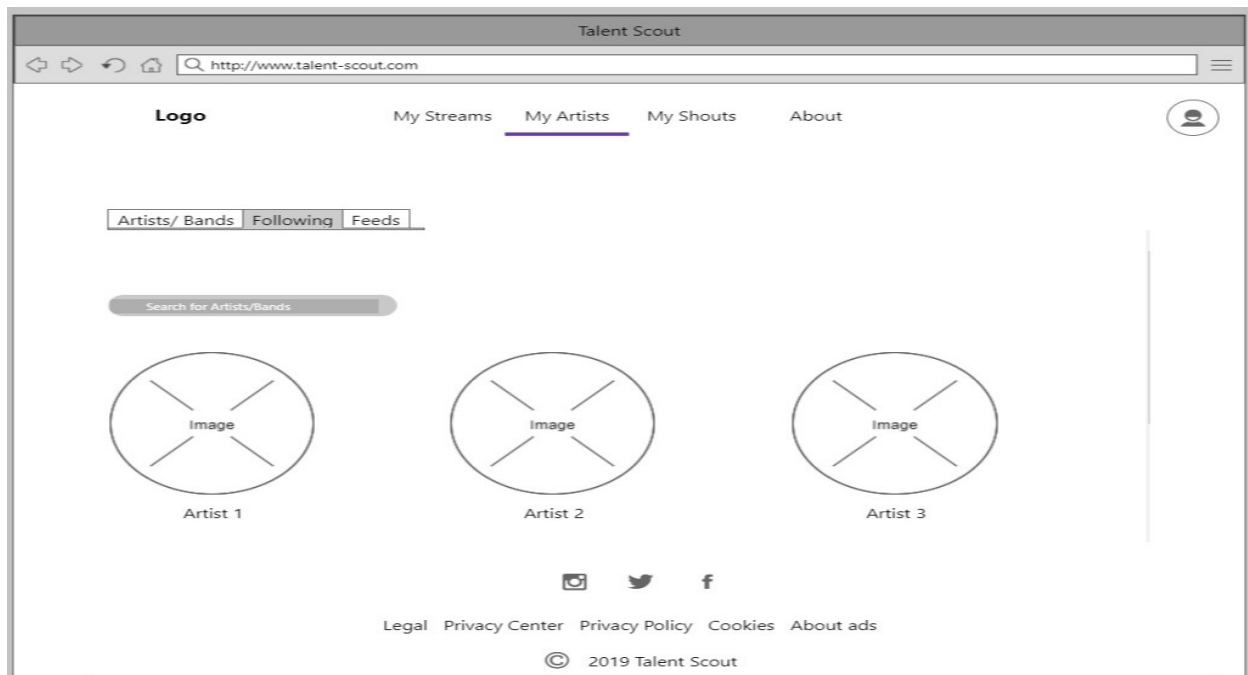 Talent Scout
http://www.talent-scout.com
Logo My Streams My Artists My Shouts About
Artists/ Bands Following Feeds
Search for Artists/Bands
Image Image Image
Artist 1 Artist 2 Artist 3
Legal Privacy Center Privacy Policy Cookies About ads
© 2019 Talent Scout